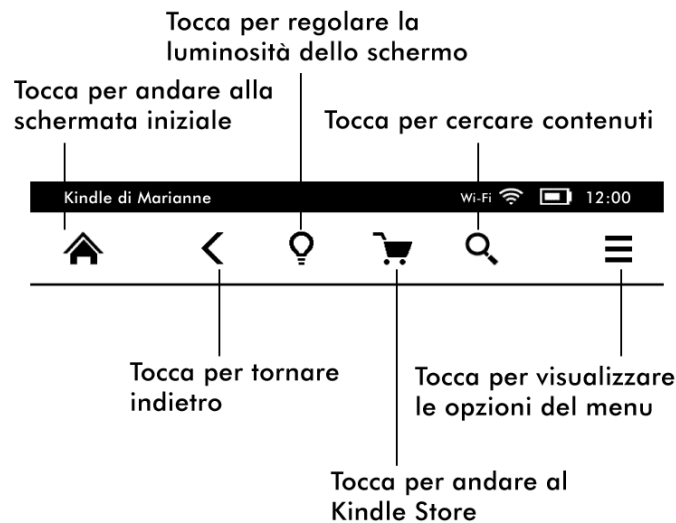 Tocca per regolare la
luminosità dello schermo
Tocca per andare alla
schermata iniziale
Tocca per cercare contenuti
Kindle di Marianne
Wi-Fi 12:00
Tocca per tornare
indietro
Tocca per visualizzare
le opzioni del menu
Tocca per andare al
Kindle Store